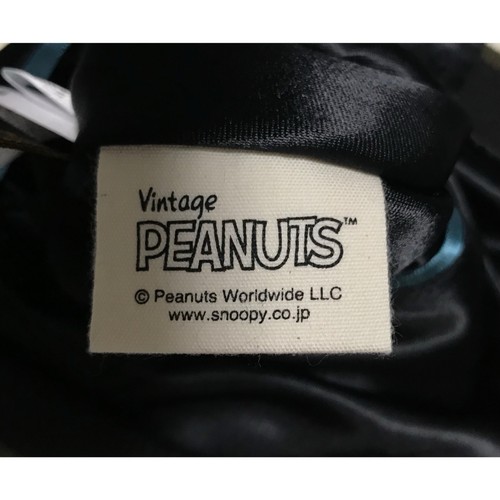 Vintage
PEANUTS™
© Peanuts Worldwide LLC
www.snoopy.co.jp